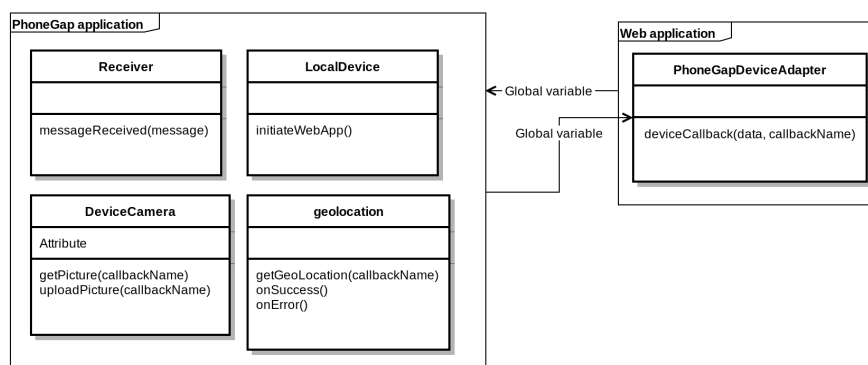 PhoneGap application
Receiver
messageReceived(message)
LocalDevice
initiateWebApp()
DeviceCamera
Attribute
getPicture(callbackName)
uploadPicture(callbackName)
geolocation
getGeoLocation(callbackName)
onSuccess()
onError()
Global variable
Global variable
Web application
PhoneGapDeviceAdapter
deviceCallback(data, callbackName)